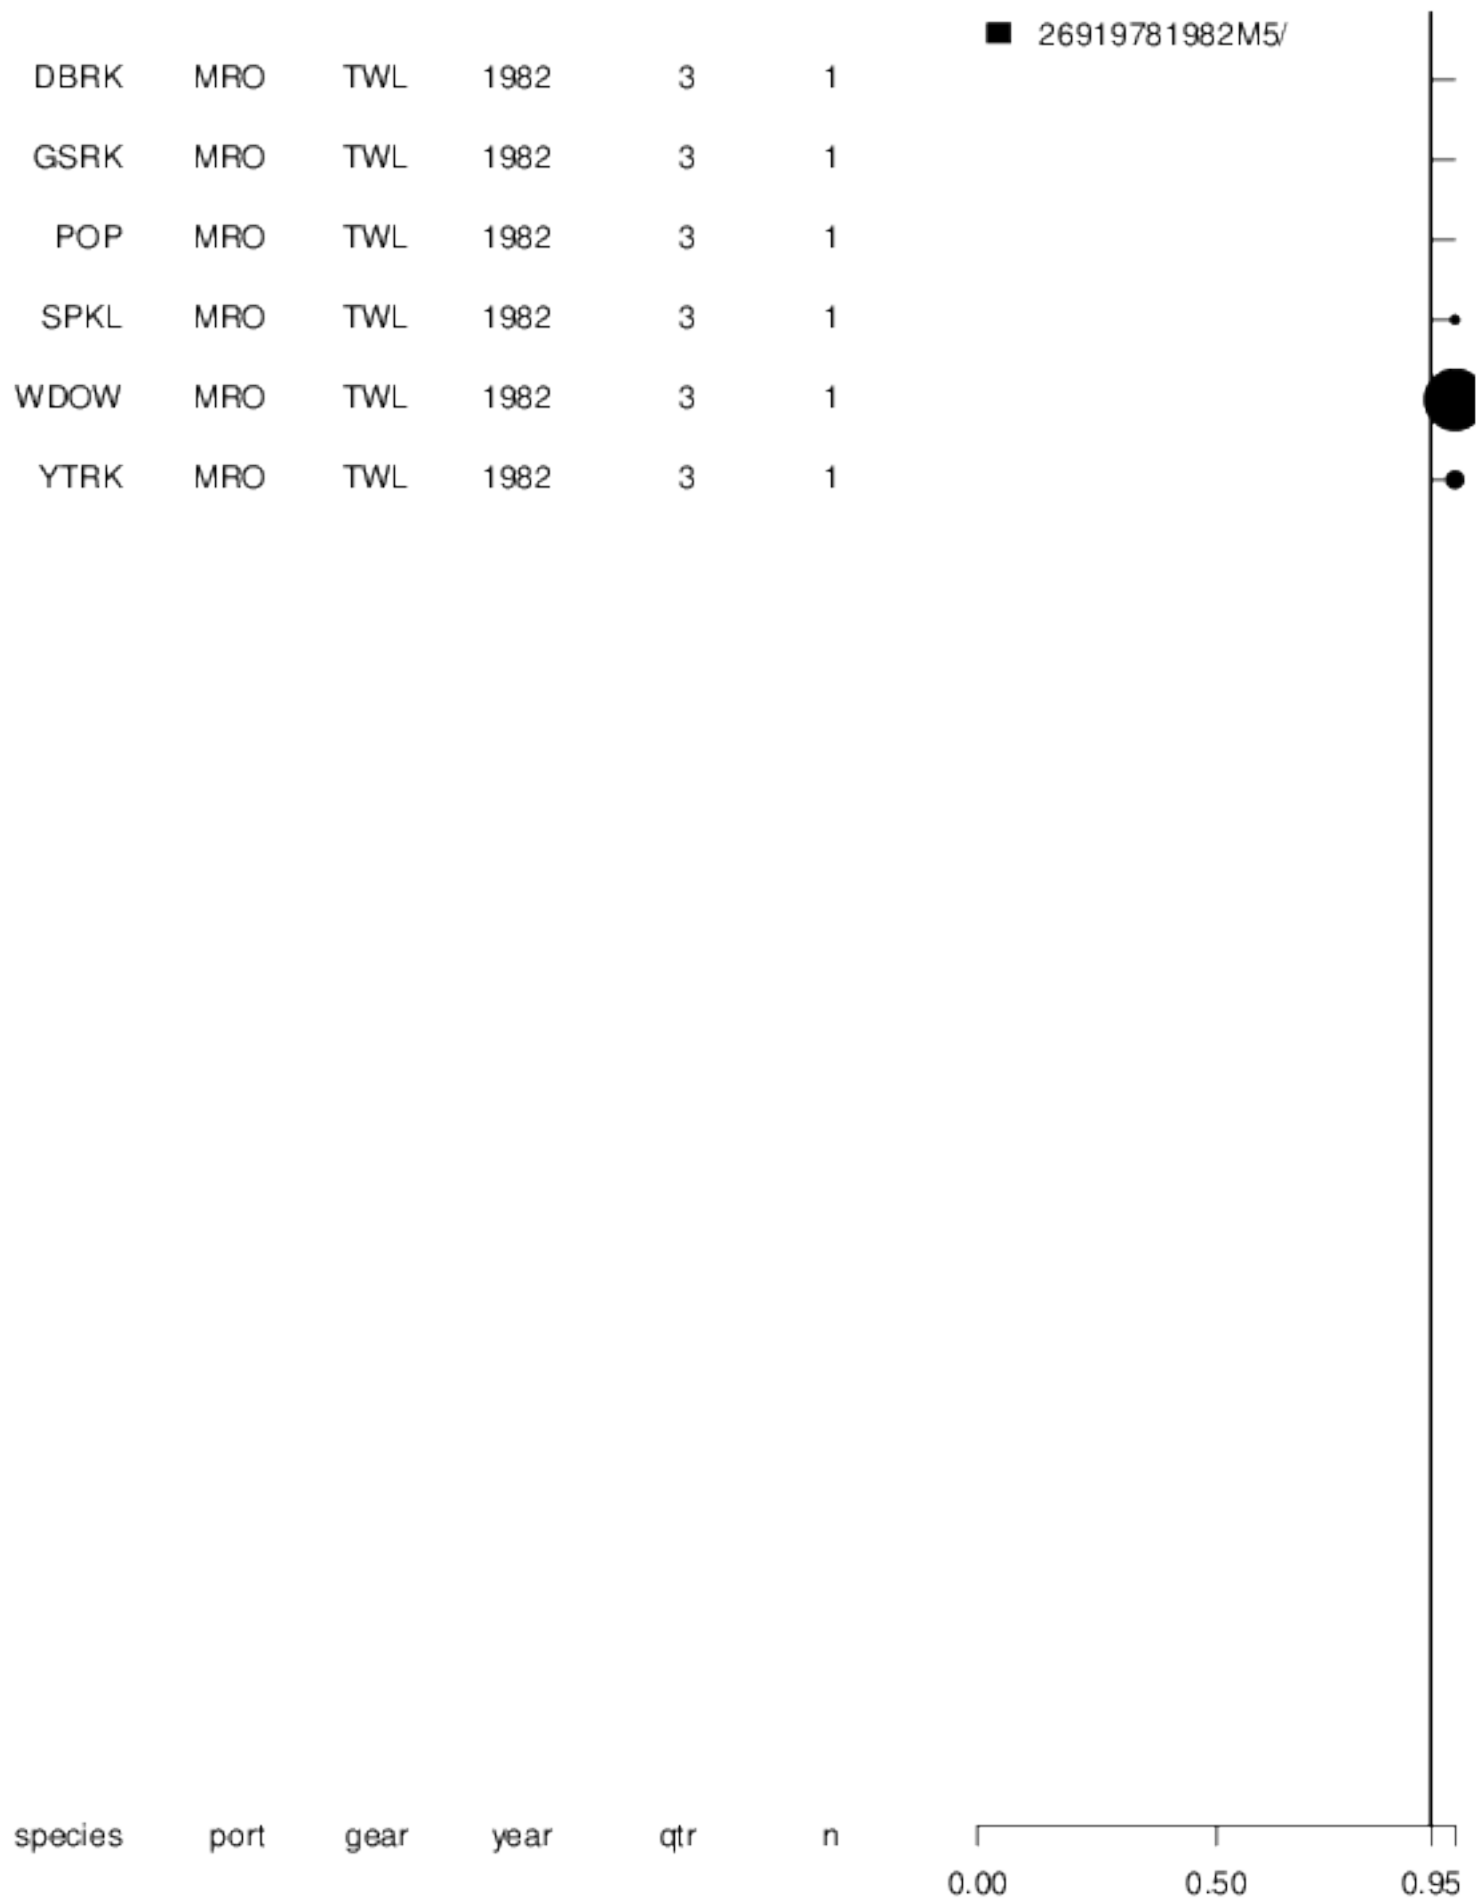 26919781982M5/
DBRK MRO TWL 1982 3 1
GSRK MRO TWL 1982 3 1
POP MRO TWL 1982 3 1
SPKL MRO TWL 1982 3 1
WDOW MRO TWL 1982 3 1
YTRK MRO TWL 1982 3 1
species port gear year qtr n
0.00 0.50 0.95